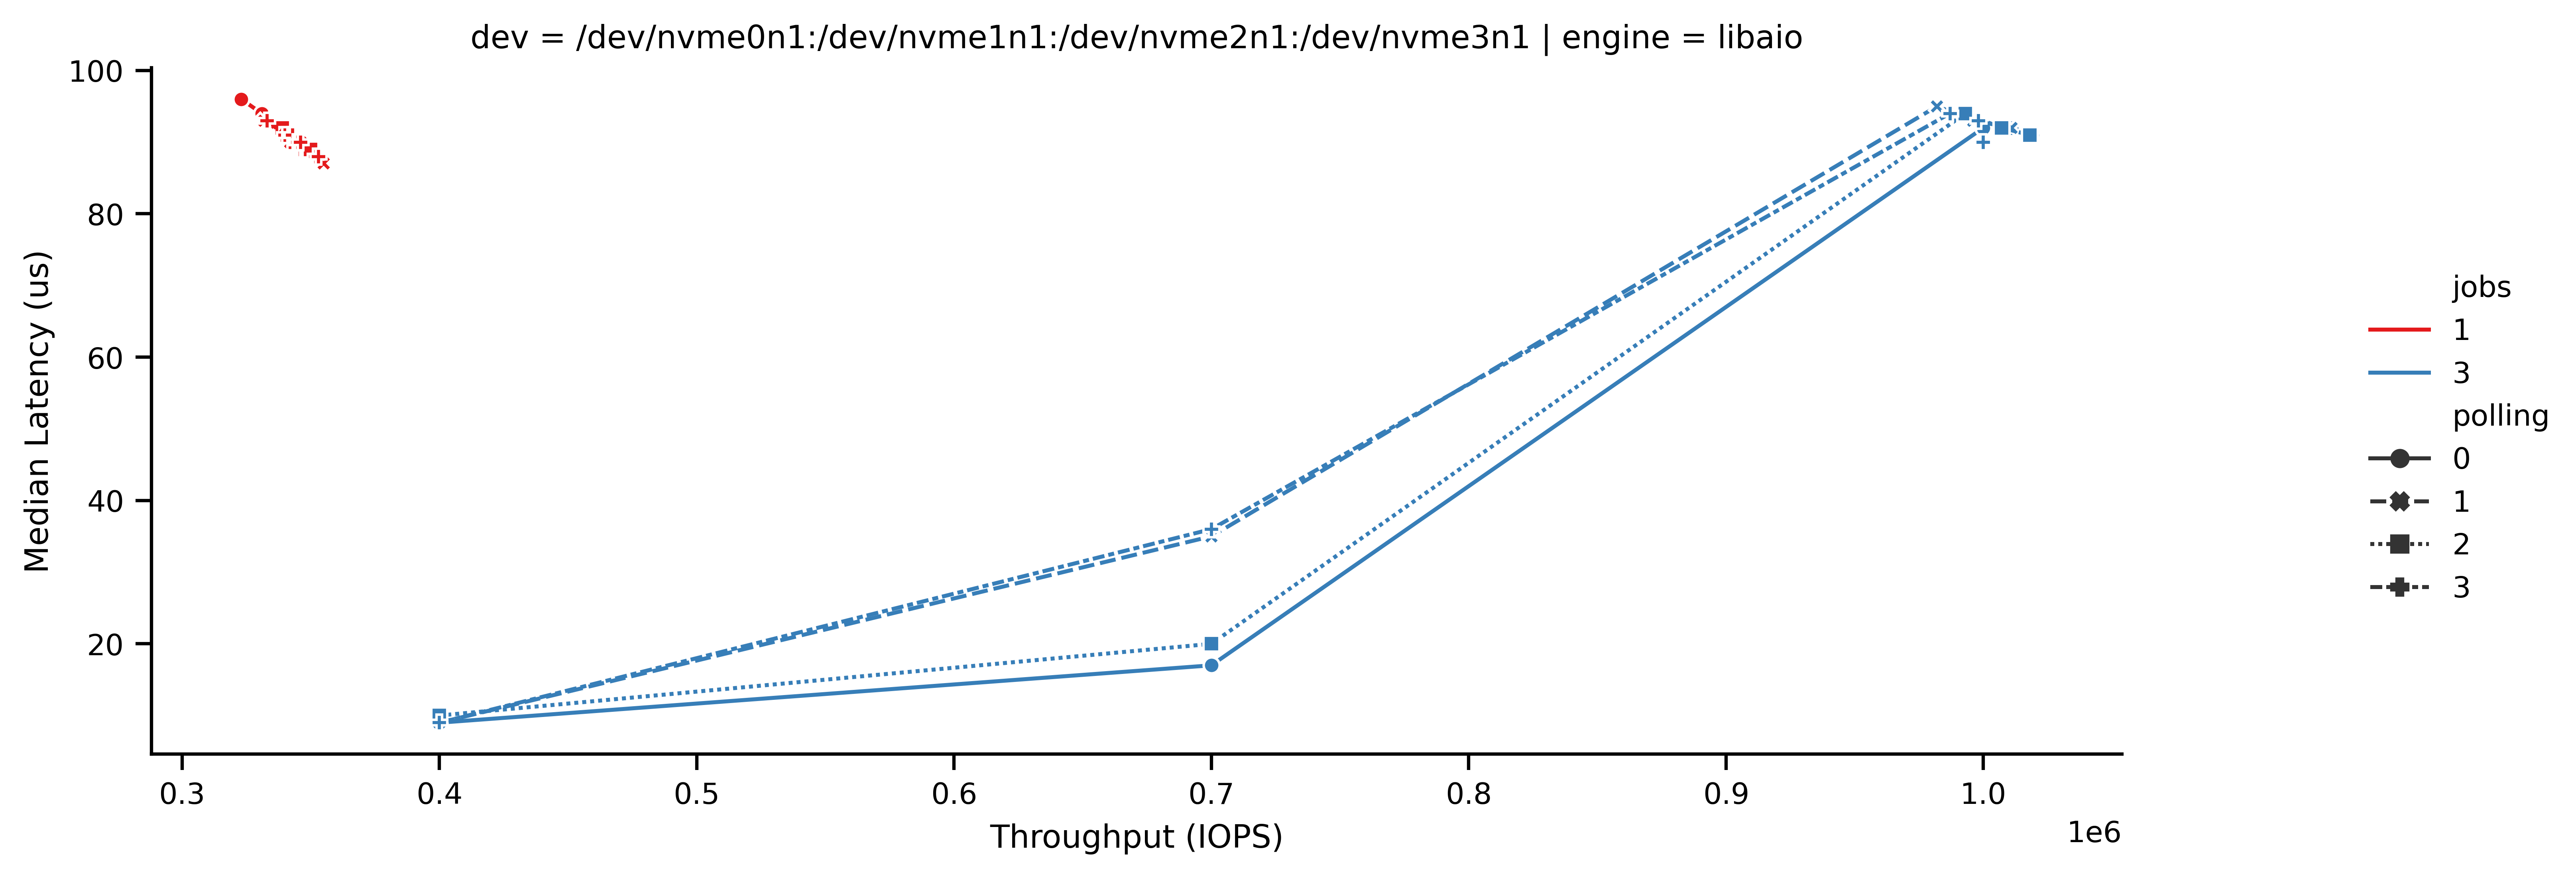 dev = /dev/nvme0n1:/dev/nvme1n1:/dev/nvme2n1:/dev/nvme3n1 | engine = libaio
100
80
60
40
20
Median Latency (us)
0.3 0.4 0.5 0.6 0.7 0.8 0.9 1.0
1e6
Throughput (IOPS)
jobs
1
3
polling
0
1
2
3